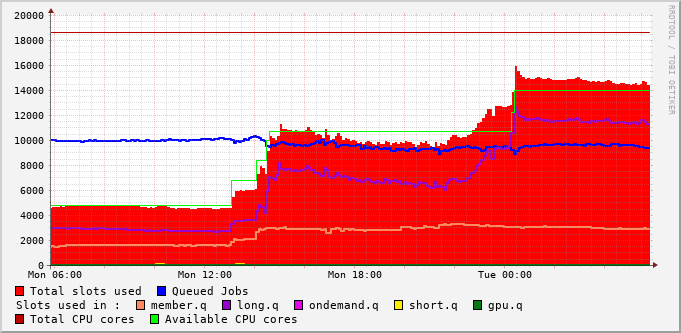 20000
18000
16000
14000
12000
10000
8000
6000
4000
2000
0
Mon 06:00 Mon 12:00 Mon 18:00 Tue 00:00
RRDTOOL / TOBI OETIKER
Total slots used Queued Jobs
Slots used in : member.q long.q ondemand.q short.q gpu.q
Total CPU cores Available CPU cores